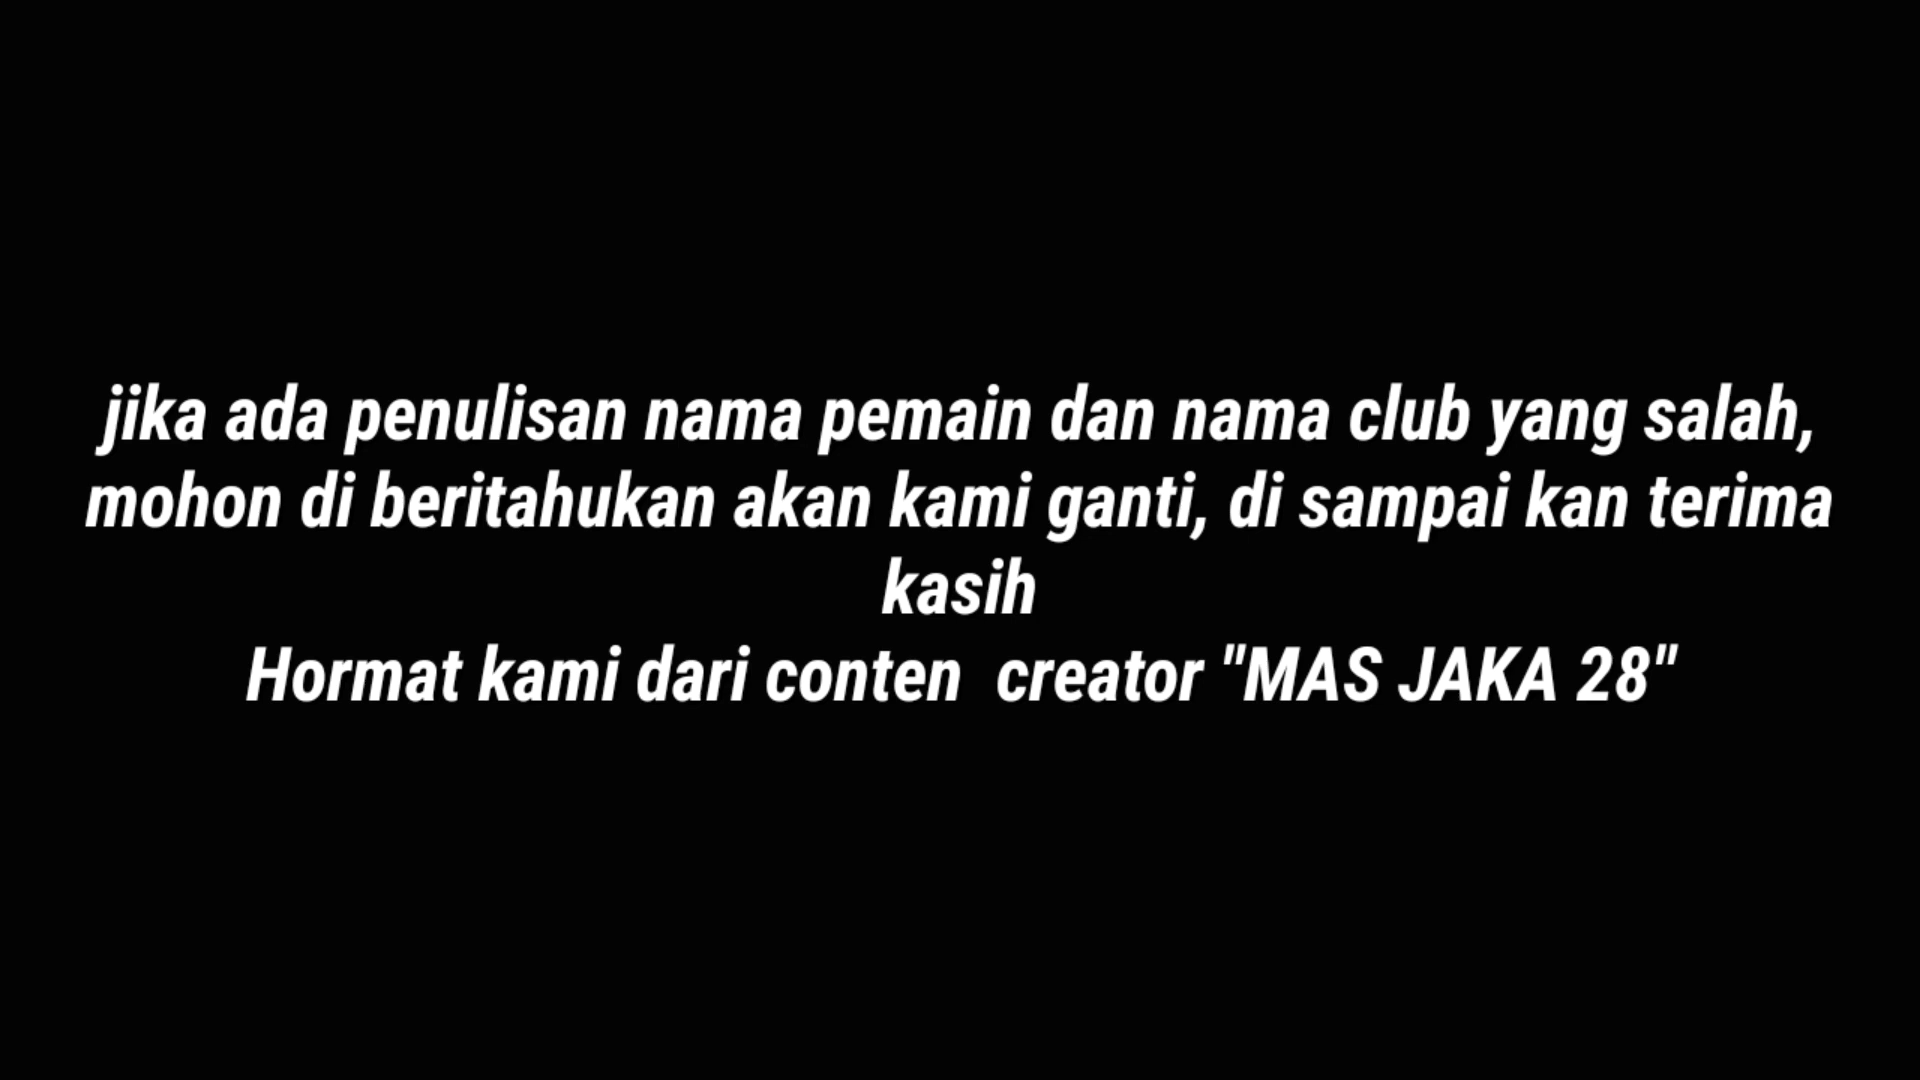 jika ada penulisan nama pemain dan nama club yang salah,
mohon di beritahukan akan kami ganti, di sampai kan terima
kasih
Hormat kami dari conten  creator "MAS JAKA 28"